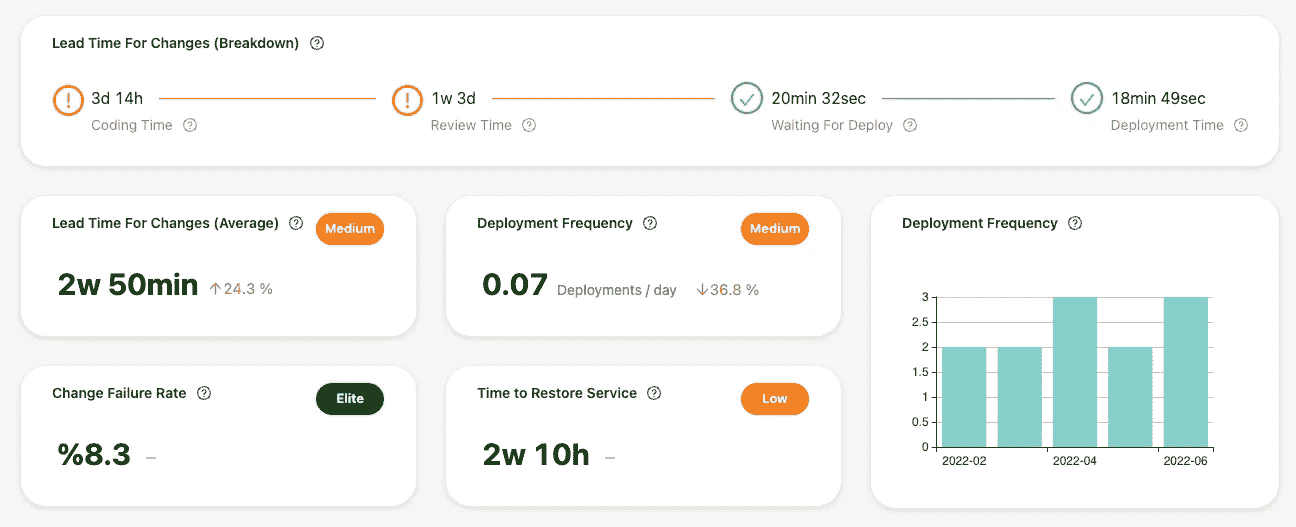 Lead Time For Changes (Breakdown) ?
! 3d 14h
Coding Time ?
! 1w 3d
Review Time ?
20min 32sec
Waiting For Deploy ?
18min 49sec
Deployment Time ?
Lead Time For Changes (Average) ? Medium
2w 50min ↑24.3 %
Deployment Frequency ? Medium
0.07 Deployments / day ↓36.8 %
Change Failure Rate ? Elite
%8.3 –
Time to Restore Service ? Low
2w 10h –
Deployment Frequency ?
3
2.5
2
1.5
1
0.5
0
2022-02 2022-04 2022-06